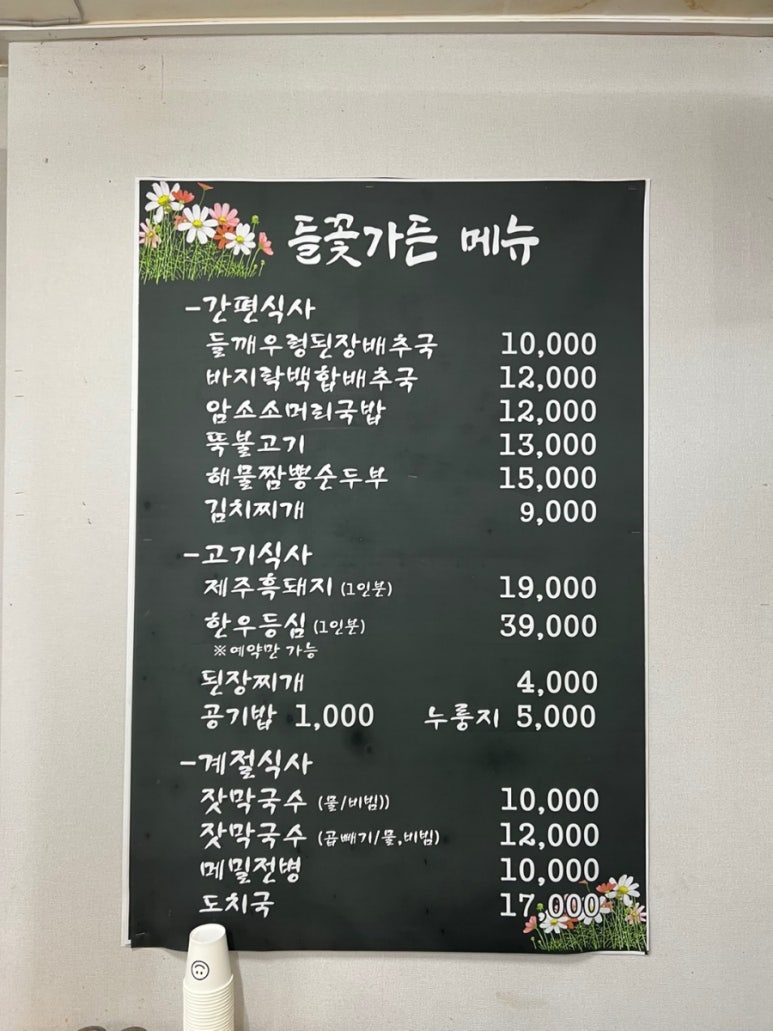 들꽃가든 메뉴
-간편식사
들깨우렁된장배추국 10,000
바지락백합배추국 12,000
암소소머리국밥 12,000
뚝불고기 13,000
해물짬뽕순두부 15,000
김치찌개 9,000
-고기식사
제주흑돼지 (1인분) 19,000
한우등심 (1인분) 39,000
※예약만 가능
된장찌개 4,000
공기밥 1,000 누룽지 5,000
-계절식사
잣막국수 (물/비빔)) 10,000
잣막국수 (곱빼기/물,비빔) 12,000
메밀전병 10,000
도치국 17,000